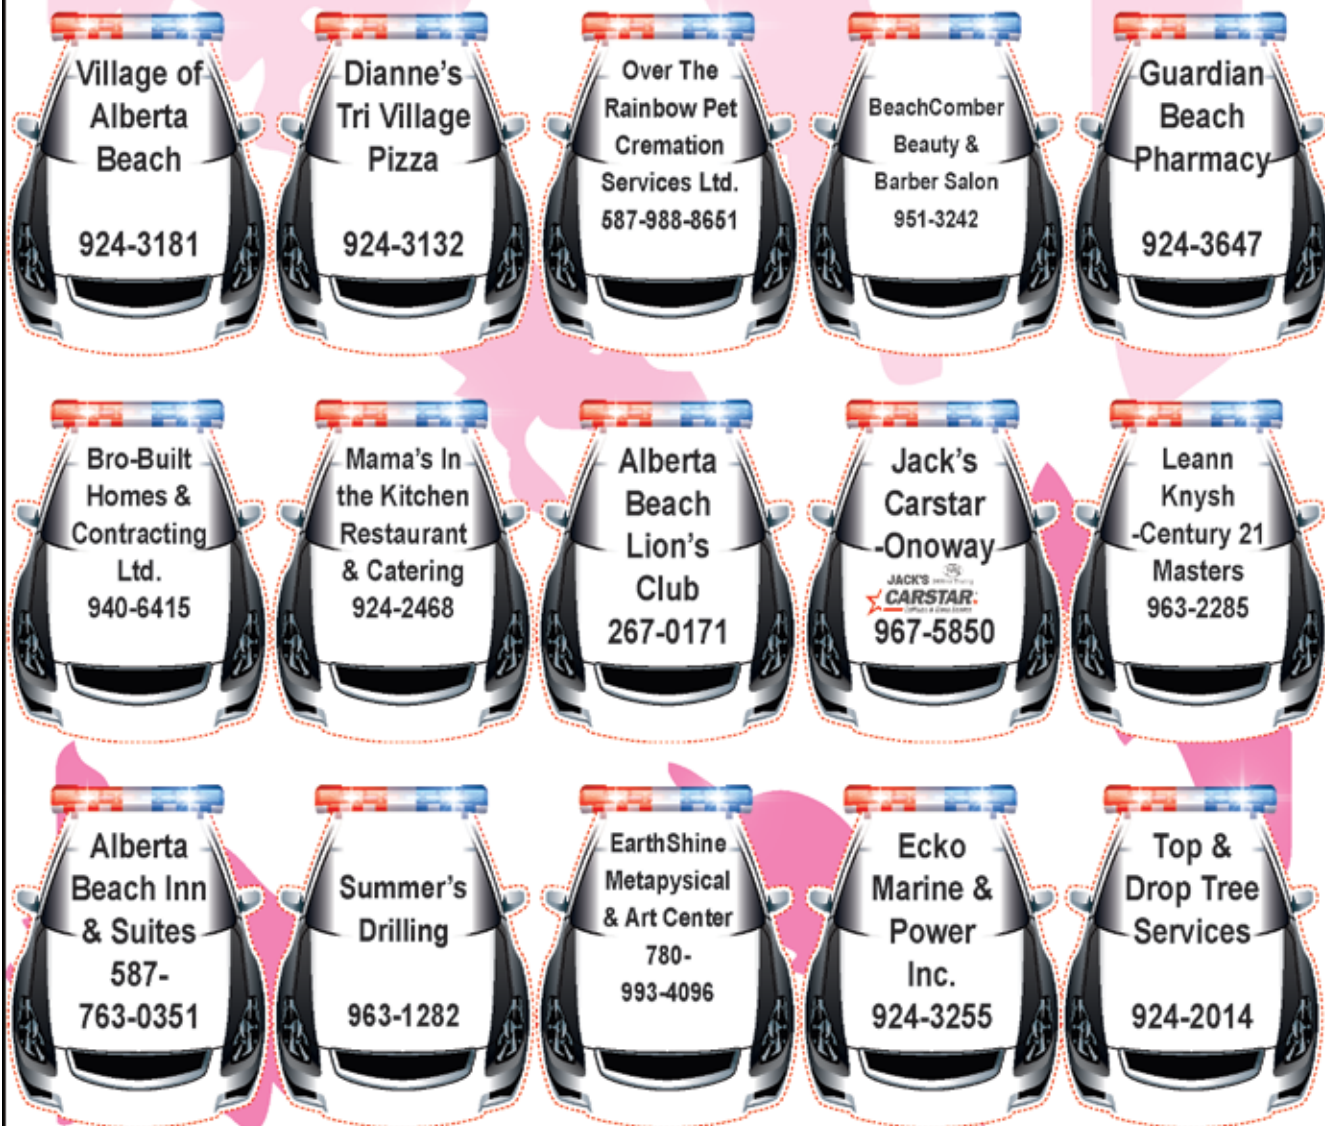 Village of
Alberta
Beach
924-3181
Dianne's
Tri Village
Pizza
924-3132
Over The
Rainbow Pet
Cremation
Services Ltd.
587-988-8651
BeachComber
Beauty &
Barber Salon
951-3242
Guardian
Beach
Pharmacy
924-3647
Bro-Built
Homes &
Contracting
Ltd.
940-6415
Mama's In
the Kitchen
Restaurant
& Catering
924-2468
Alberta
Beach
Lion's
Club
267-0171
Jack's
Carstar
-Onoway
JACK'S
CARSTAR
967-5850
Leann
Knysh
-Century 21
Masters
963-2285
Alberta
Beach Inn
& Suites
587-
763-0351
Summer's
Drilling
963-1282
EarthShine
Metapysical
& Art Center
780-
993-4096
Ecko
Marine &
Power
Inc.
924-3255
Top &
Drop Tree
Services
924-2014